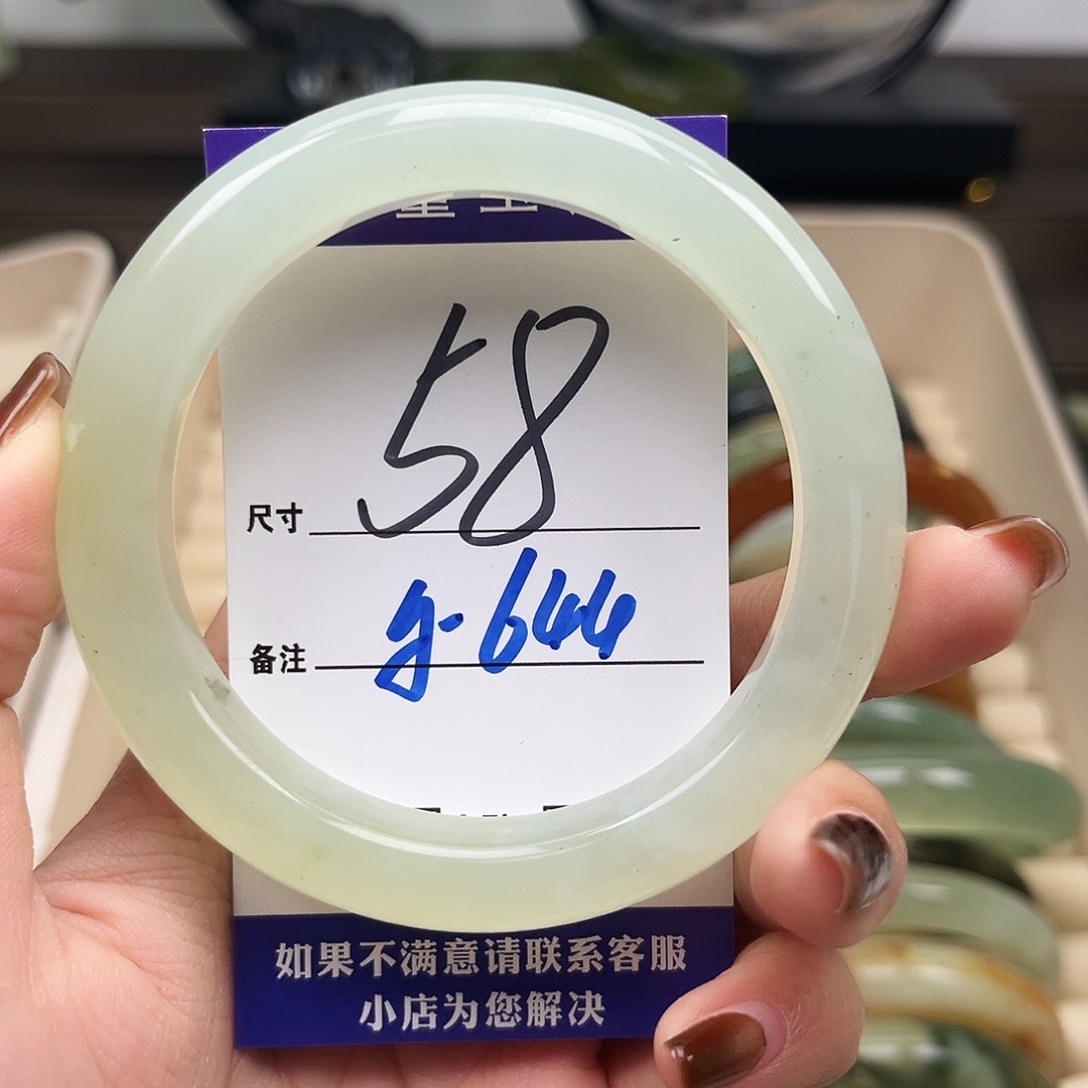 尺寸 58
备注 g.644
如果不满意请联系客服
小店为您解决